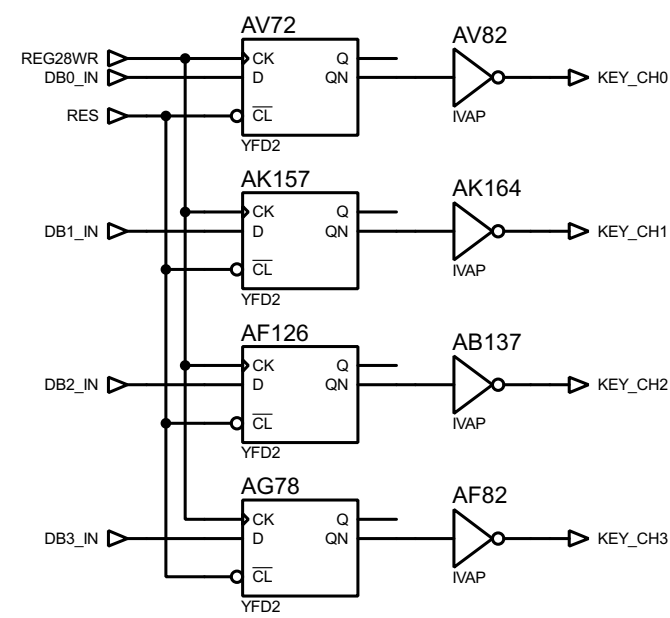 AV72
AV82
REG28WR
CK
Q
DB0_IN
D
QN
KEY_CH0
RES
CL
IVAP
YFD2
AK157
AK164
CK
Q
DB1_IN
D
QN
KEY_CH1
CL
IVAP
YFD2
AF126
AB137
CK
Q
DB2_IN
D
QN
KEY_CH2
CL
IVAP
YFD2
AG78
AF82
CK
Q
DB3_IN
D
QN
KEY_CH3
CL
IVAP
YFD2